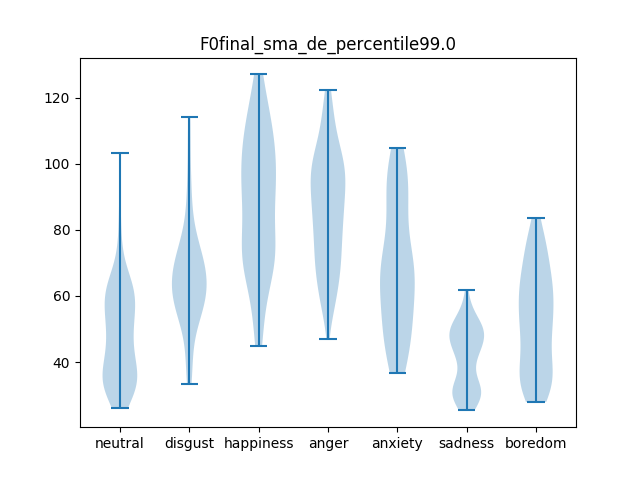 F0final_sma_de_percentile99.0
120
100
80
60
40
neutral disgust happiness anger anxiety sadness boredom